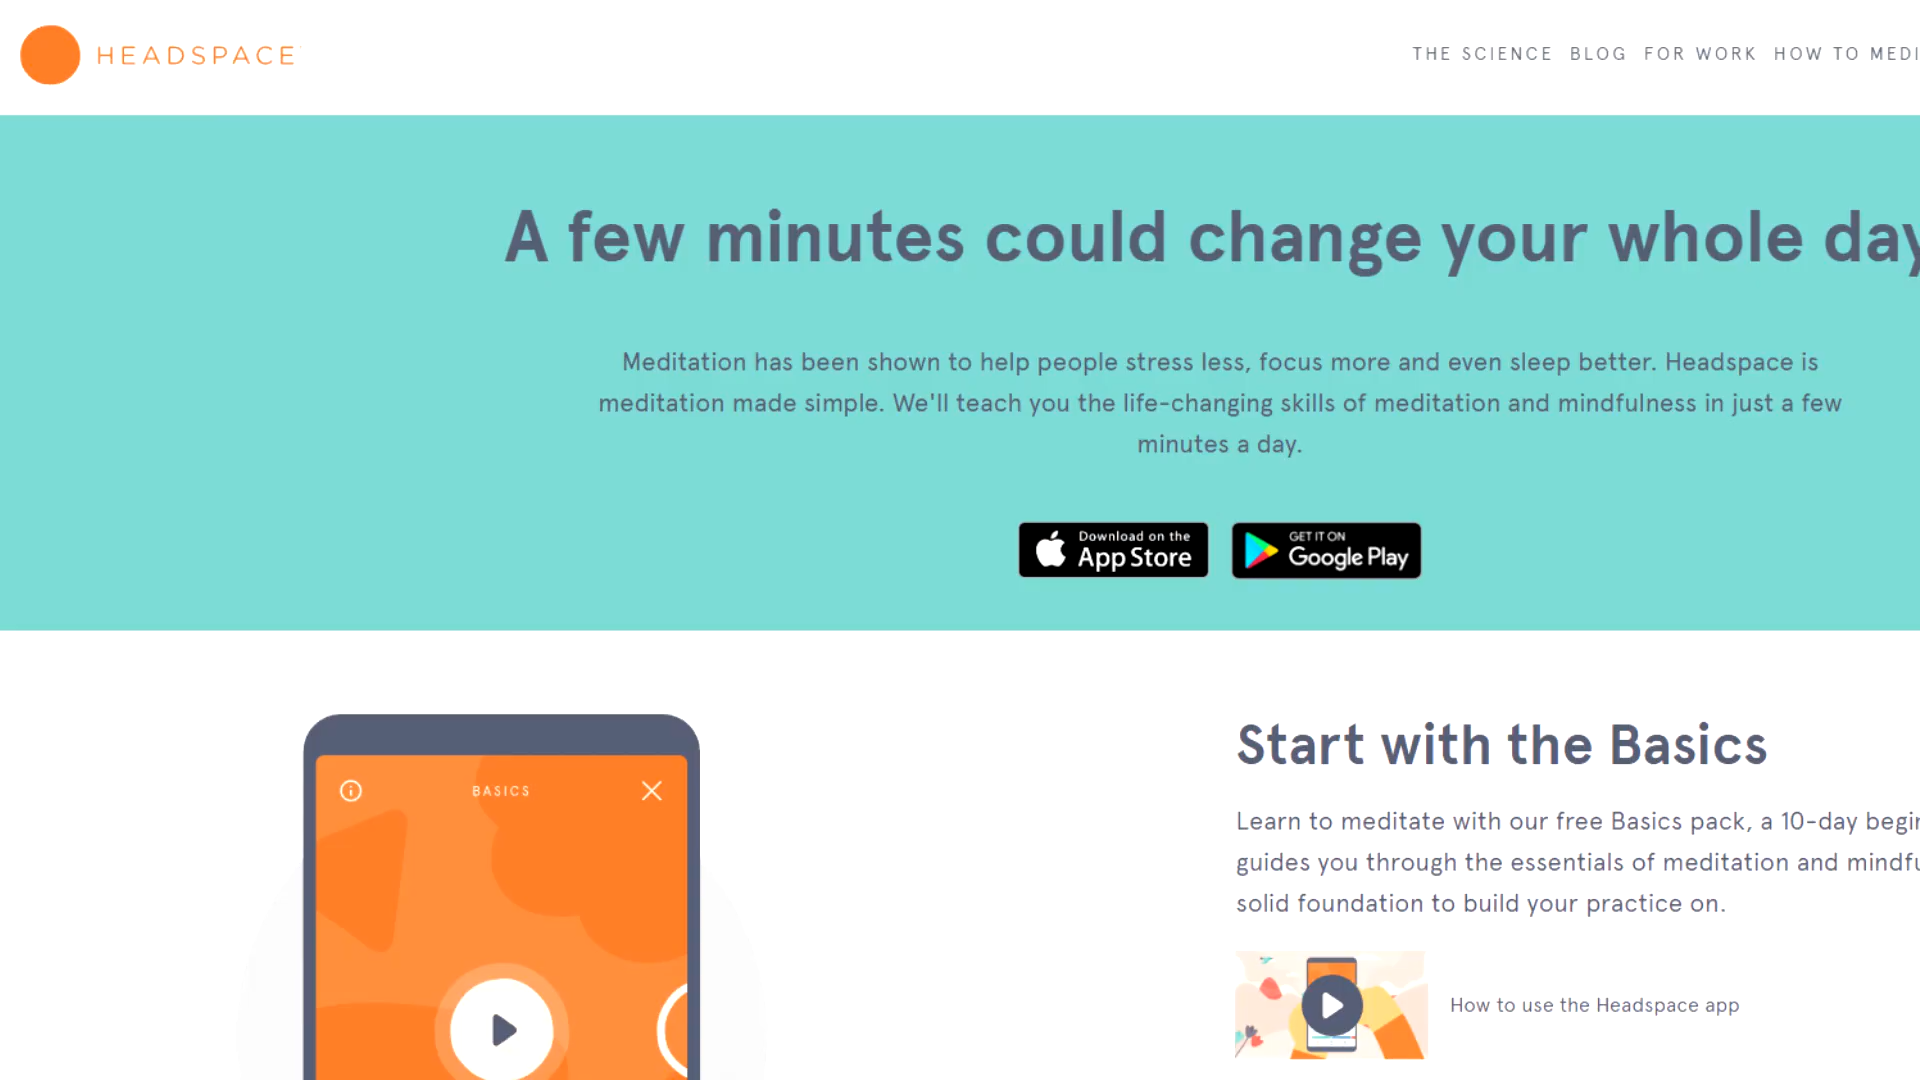 HEADSPACE
THE SCIENCE BLOG FOR WORK HOW TO MEDI
A few minutes could change your whole day
Meditation has been shown to help people stress less, focus more and even sleep better. Headspace is
meditation made simple. We'll teach you the life-changing skills of meditation and mindfulness in just a few
minutes a day.
Download on the
App Store
GET IT ON
Google Play
BASICS
Start with the Basics
Learn to meditate with our free Basics pack, a 10-day begin
guides you through the essentials of meditation and mindfu
solid foundation to build your practice on.
How to use the Headspace app